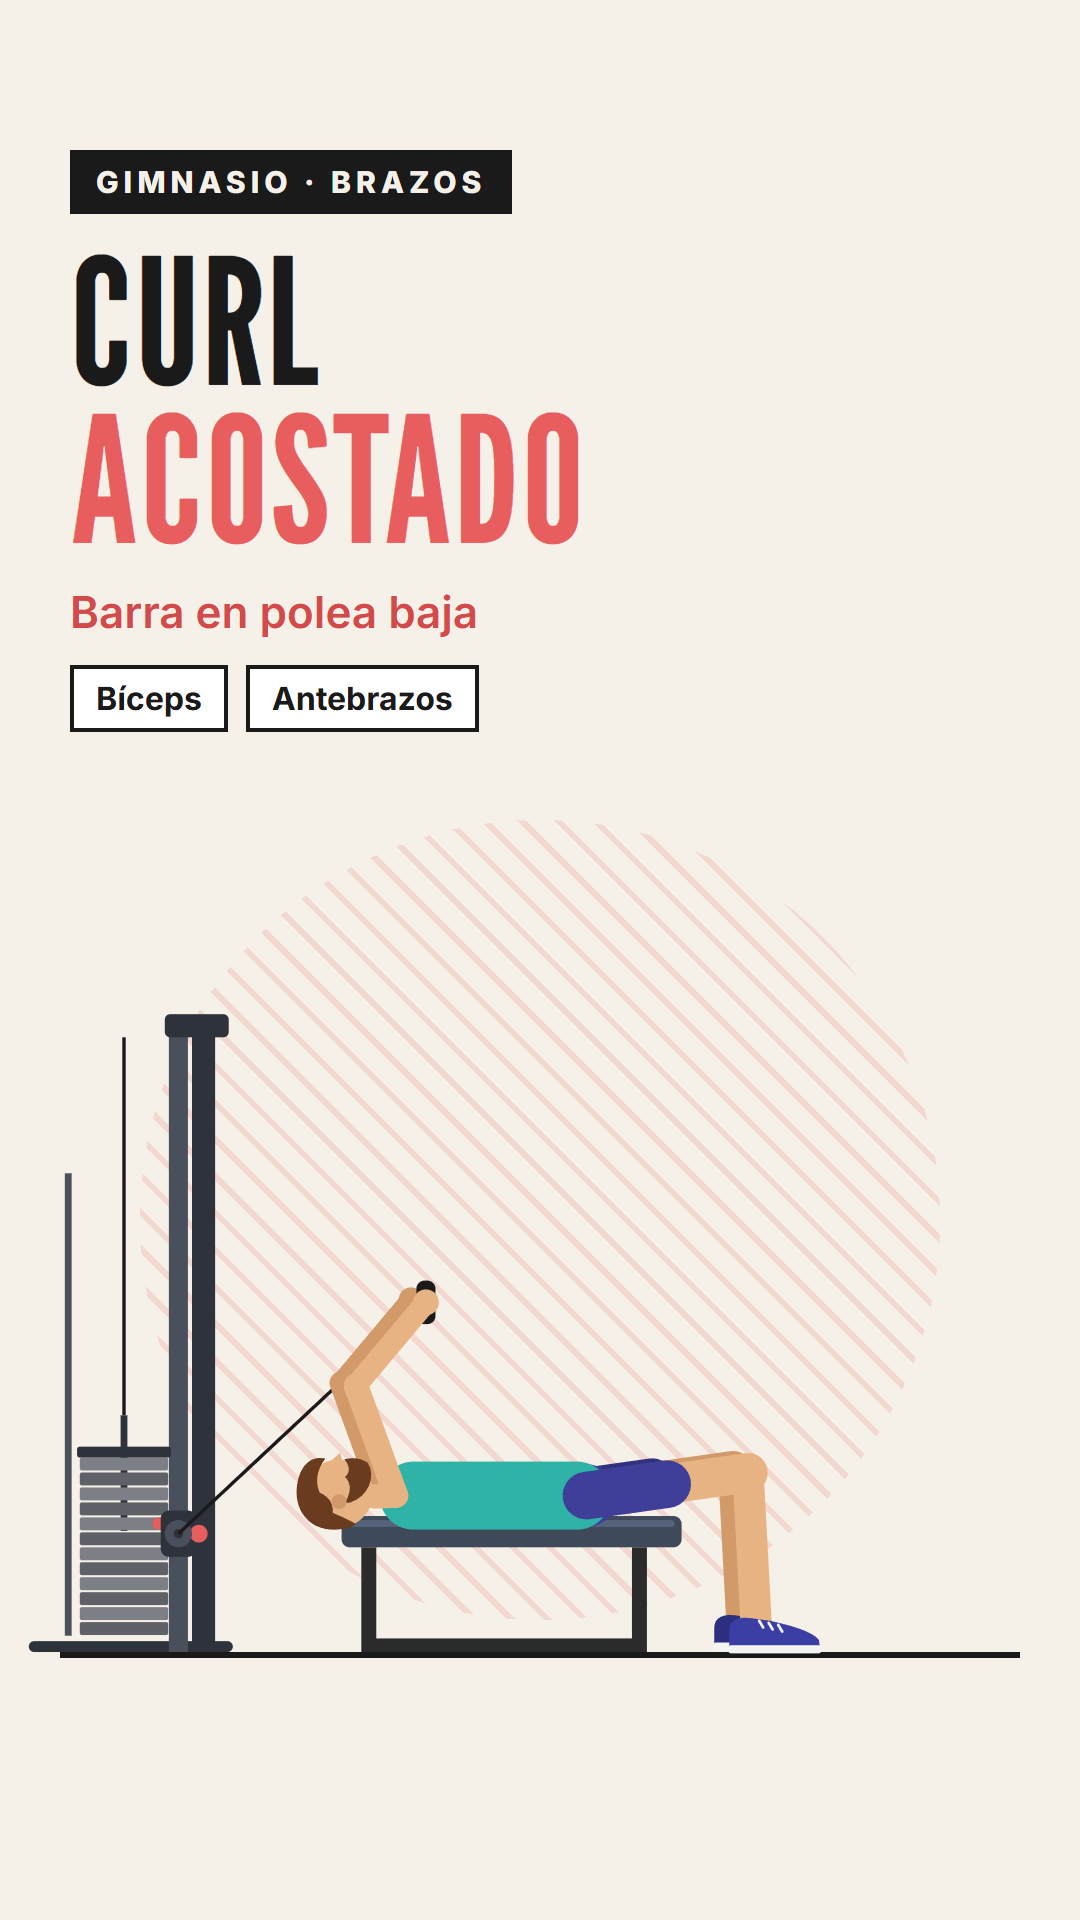 GIMNASIO · BRAZOS
CURL
ACOSTADO
Barra en polea baja
Bíceps
Antebrazos